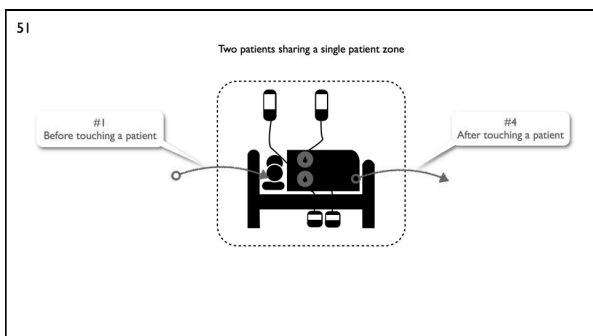 51
Two patients sharing a single patient zone
#1
Before touching a patient
#4
After touching a patient